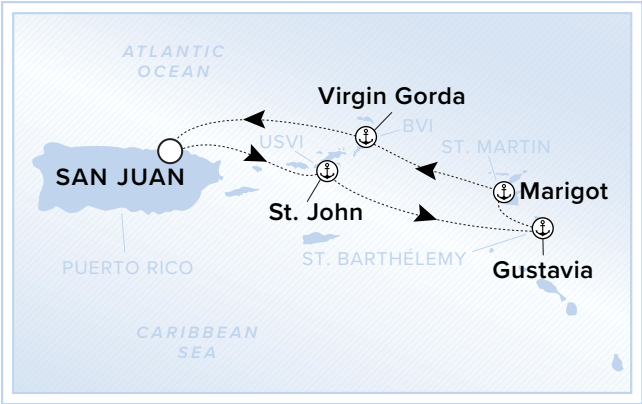 ATLANTIC
OCEAN
Virgin Gorda
BVI
USVI
ST. MARTIN
SAN JUAN
Marigot
St. John
ST. BARTHÉLEMY
PUERTO RICO
Gustavia
CARIBBEAN
SEA